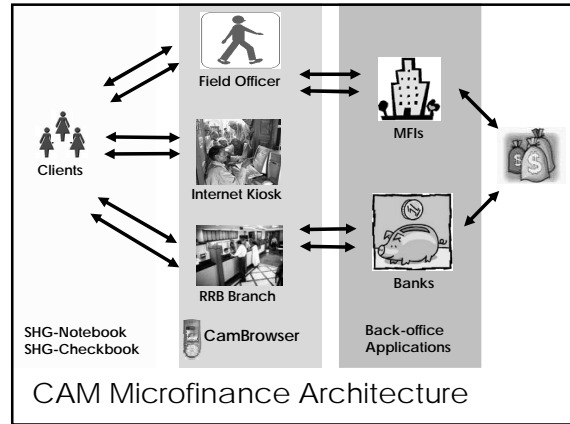 Clients
Field Officer
Internet Kiosk
RRB Branch
MFIs
Banks
SHG-Notebook
SHG-Checkbook
CamBrowser
Back-office
Applications
CAM Microfinance Architecture